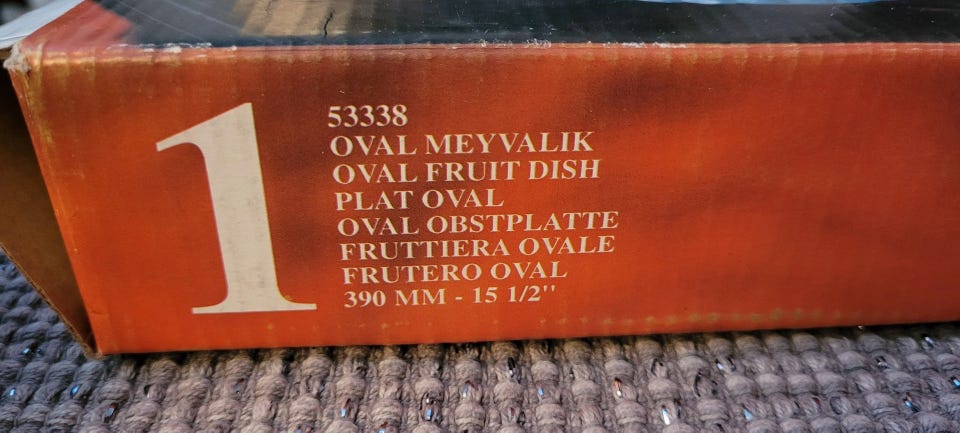 1
53338
OVAL MEYVALIK
OVAL FRUIT DISH
PLAT OVAL
OVAL OBSTPLATTE
FRUTTIERA OVALE
FRUTERO OVAL
390 MM - 15 1/2''